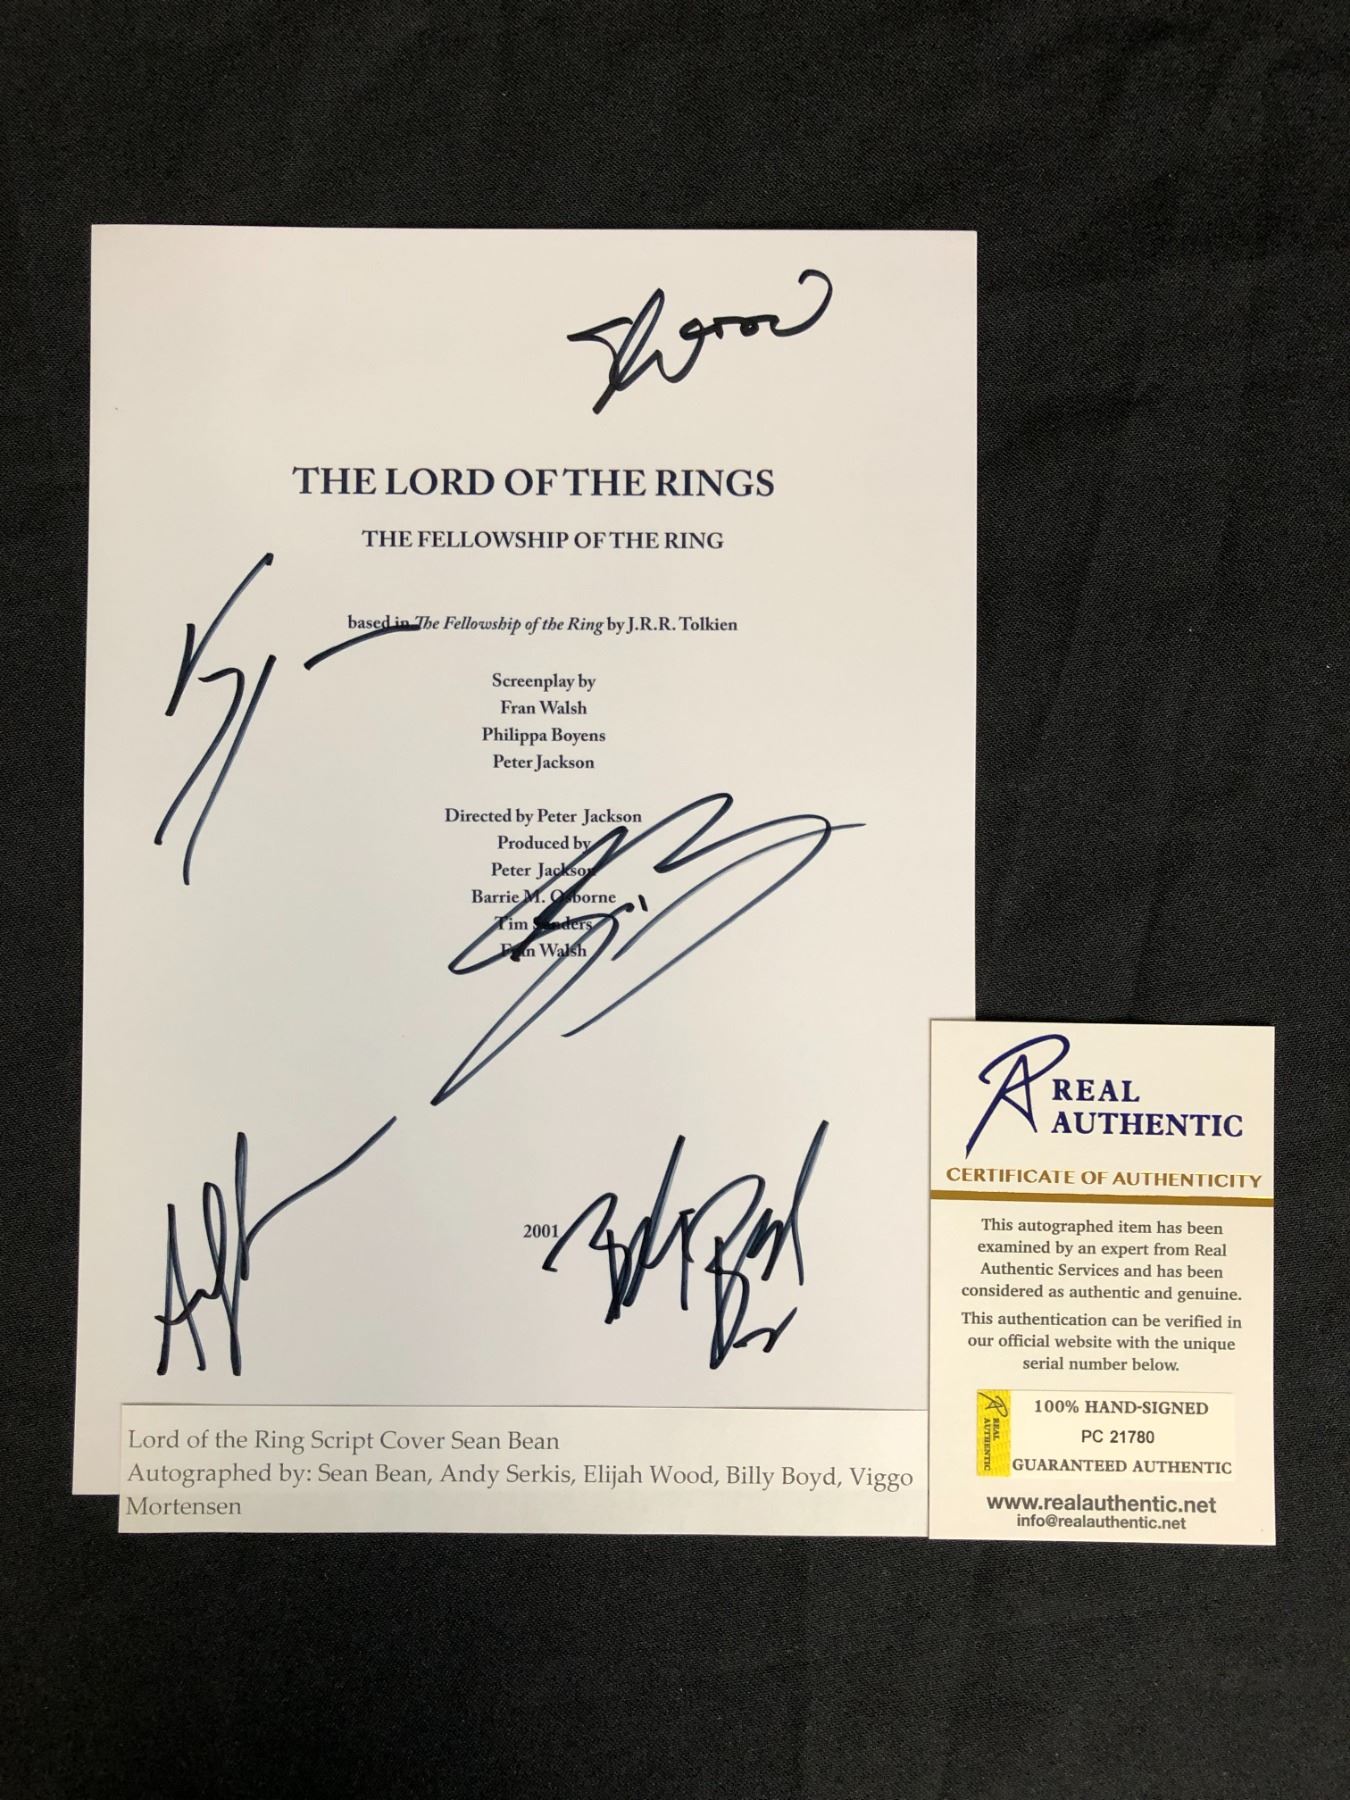 THE LORD OF THE RINGS
THE FELLOWSHIP OF THE RING
based in The Fellowship of the Ring by J.R.R. Tolkien
Screenplay by
Fran Walsh
Philippa Boyens
Peter Jackson
Directed by Peter Jackson
Produced by
Peter Jackson
Barrie M. Osborne
Tim Sanders
Fran Walsh
2001
Lord of the Ring Script Cover Sean Bean
Autographed by: Sean Bean, Andy Serkis, Elijah Wood, Billy Boyd, Viggo
Mortensen
REAL
AUTHENTIC
CERTIFICATE OF AUTHENTICITY
This autographed item has been
examined by an expert from Real
Authentic Services and has been
considered as authentic and genuine.
This authentication can be verified in
our official website with the unique
serial number below.
REAL
AUTHENTIC
100% HAND-SIGNED
PC 21780
GUARANTEED AUTHENTIC
www.realauthentic.net
info@realauthentic.net